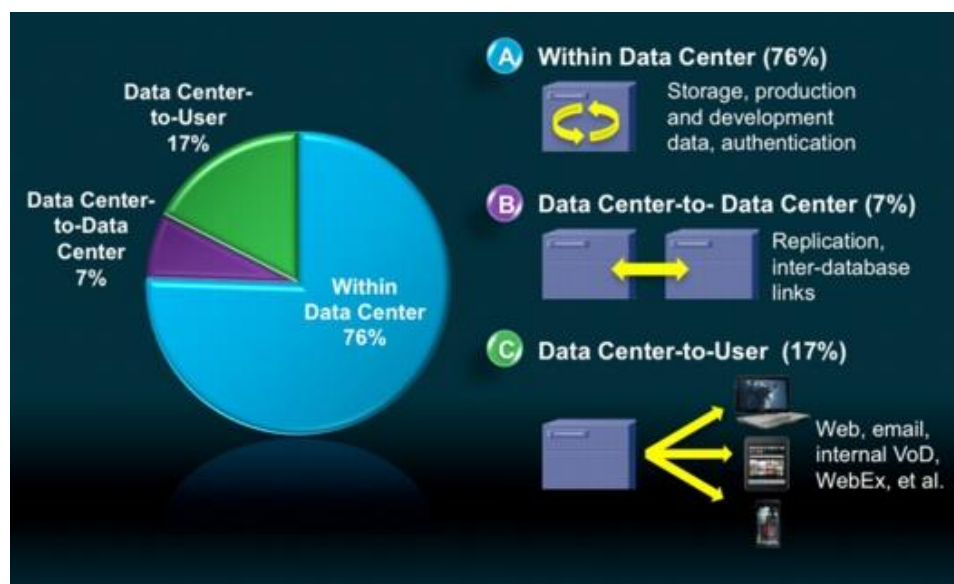 Data Center-
to-User
17%
Data Center-
to-Data
Center
7%
Within
Data Center
76%
A Within Data Center (76%)
Storage, production
and development
data, authentication
B Data Center-to- Data Center (7%)
Replication,
inter-database
links
C Data Center-to-User (17%)
Web, email,
internal VoD,
WebEx, et al.